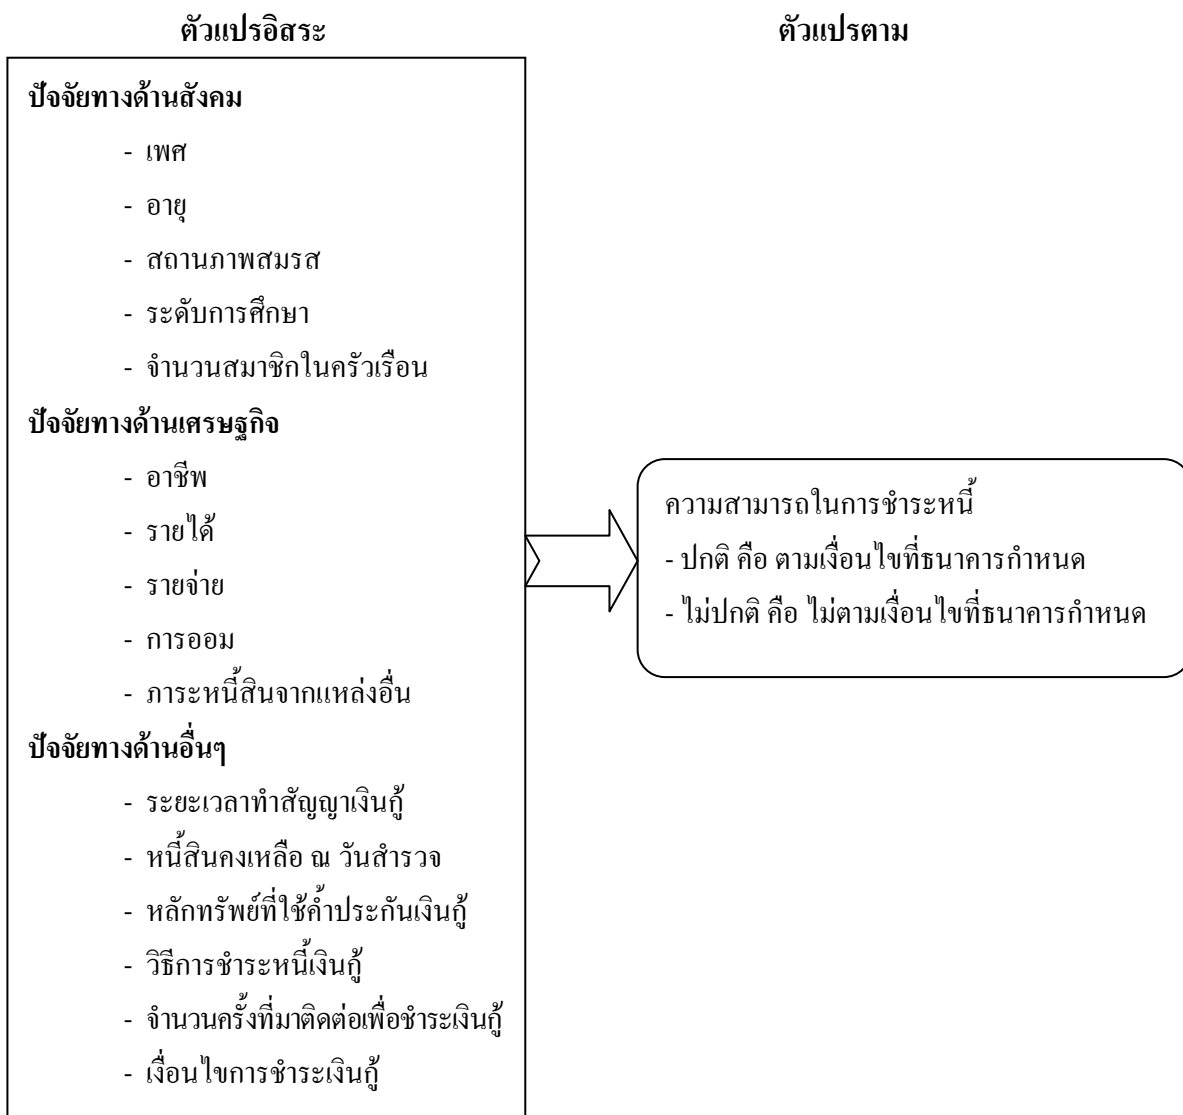 ตัวแปรอิสระ
ตัวแปรตาม
ปัจจัยทางด้านสังคม
- เพศ
- อายุ
- สถานภาพสมรส
- ระดับการศึกษา
- จำนวนสมาชิกในครัวเรือน
ปัจจัยทางด้านเศรษฐกิจ
- อาชีพ
- รายได้
- รายจ่าย
- การออม
- ภาระหนี้สินจากแหล่งอื่น
ปัจจัยทางด้านอื่นๆ
- ระยะเวลาทำสัญญาเงินกู้
- หนี้สินคงเหลือ ณ วันสำรวจ
- หลักทรัพย์ที่ใช้ค้ำประกันเงินกู้
- วิธีการชำระหนี้เงินกู้
- จำนวนครั้งที่มาติดต่อเพื่อชำระเงินกู้
- เงื่อนไขการชำระเงินกู้
ความสามารถในการชำระหนี้
- ปกติ คือ ตามเงื่อนไขที่ธนาคารกำหนด
- ไม่ปกติ คือ ไม่ตามเงื่อนไขที่ธนาคารกำหนด